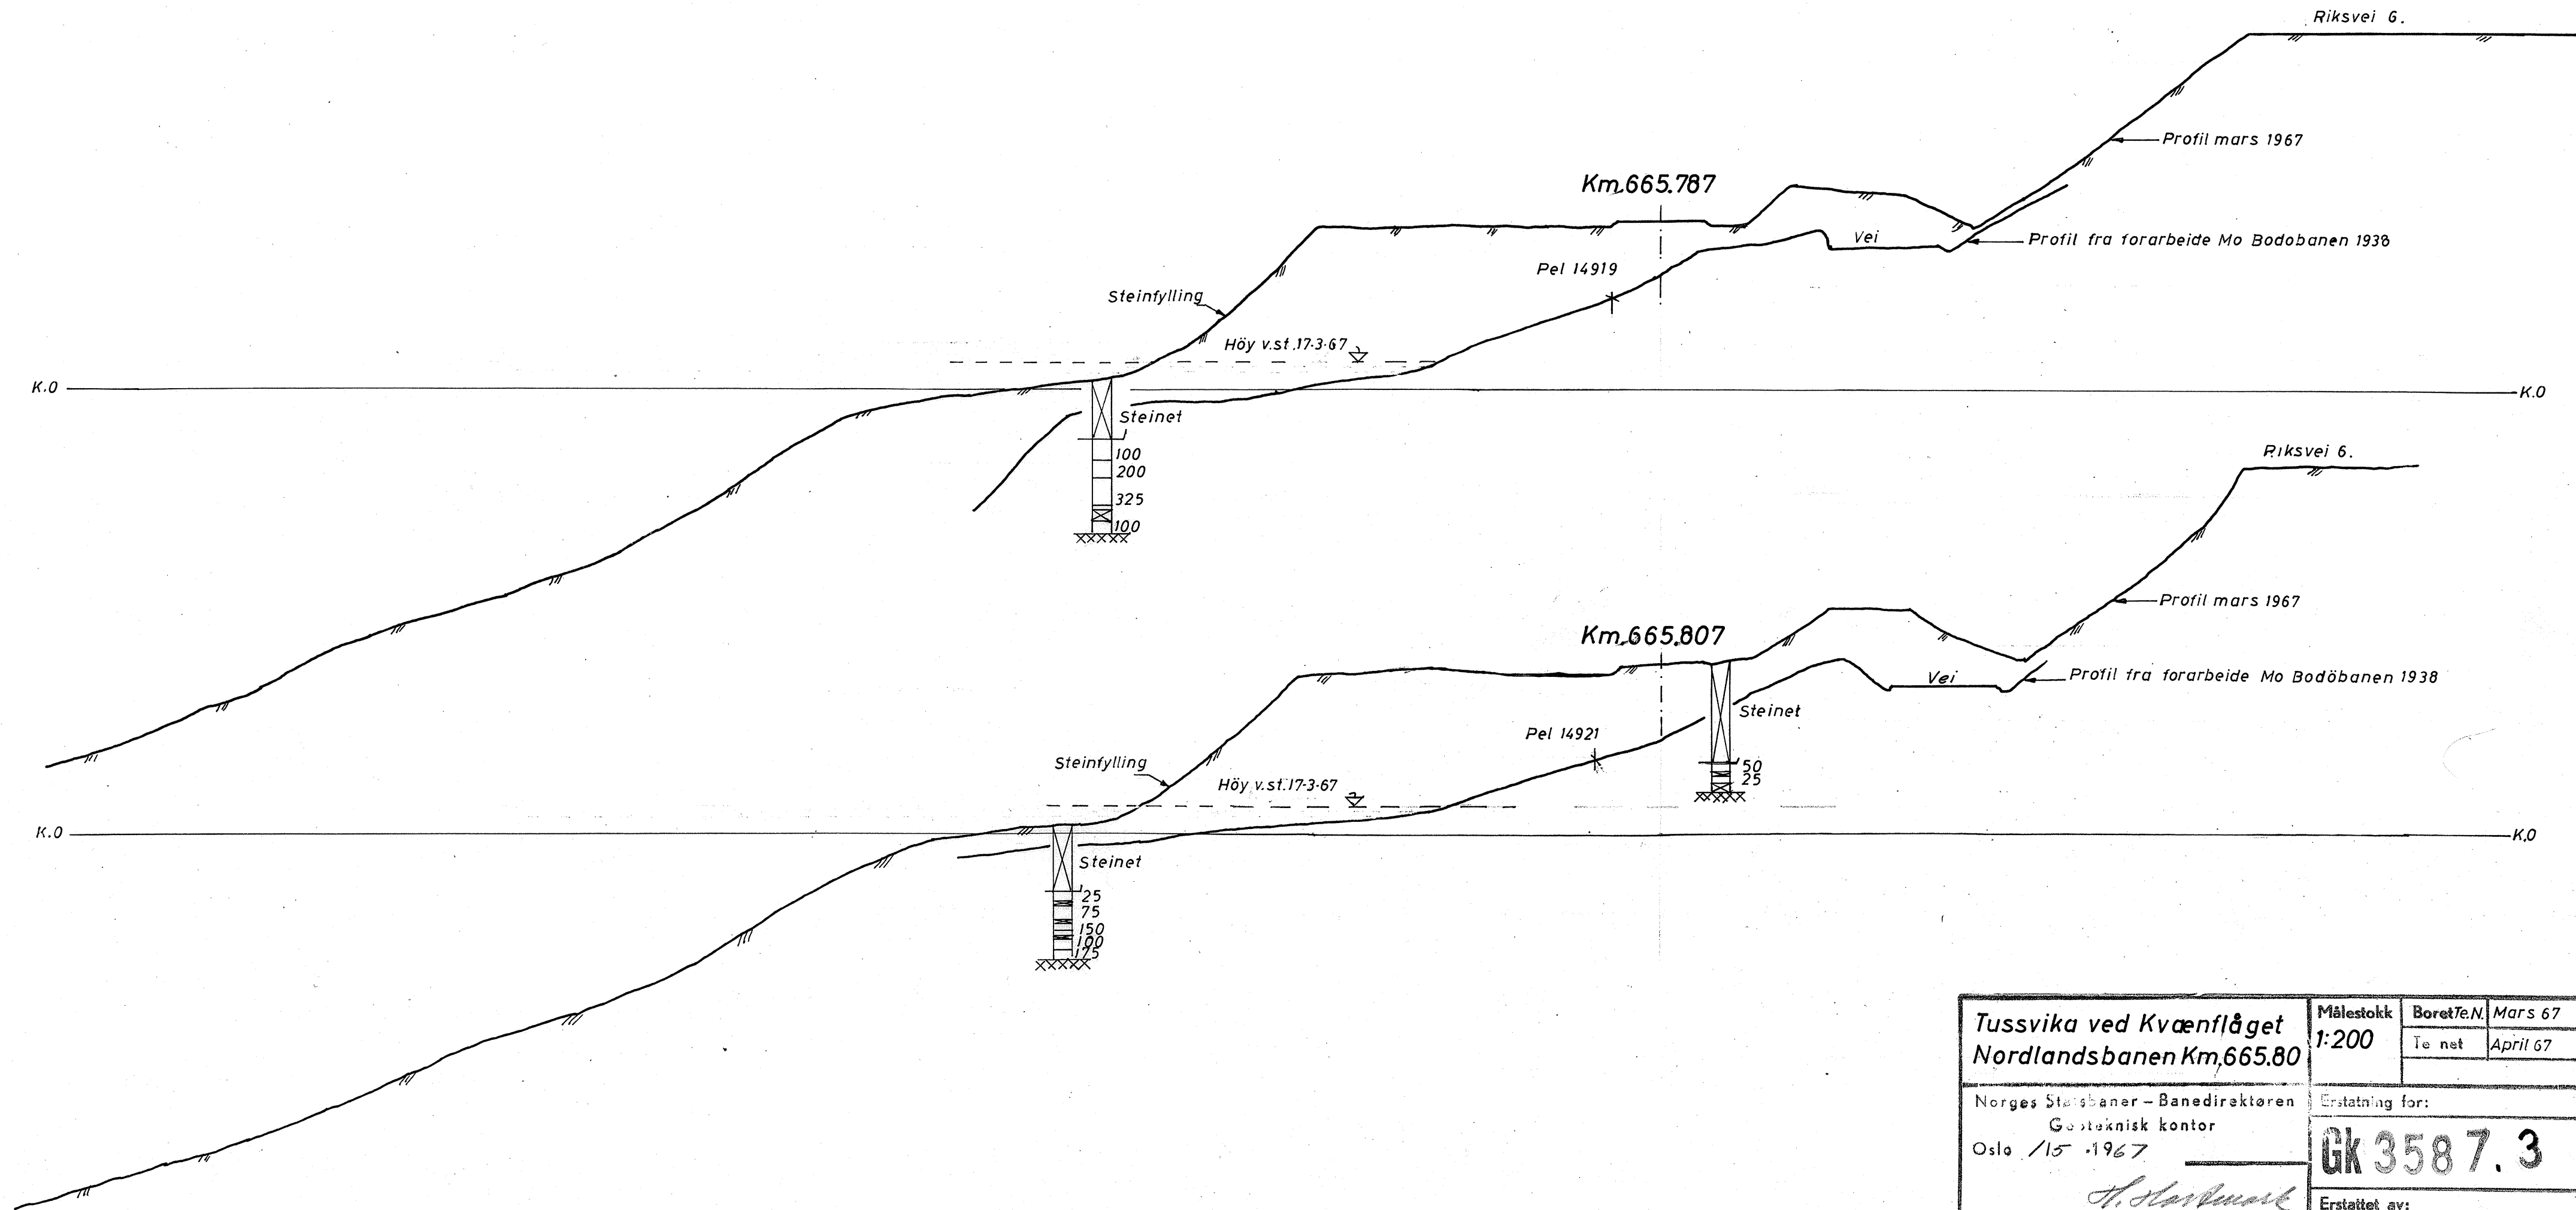 Riksvei 6.
Profil mars 1967
Km.665.787
Vei
Profil fra forarbeide Mo Bodobanen 1938
Pel 14919
Steinfylling
Höy v.st.17-3-67
K.O
K.O
Steinet
100
200
325
100
Riksvei 6.
Profil mars 1967
Km.665.807
Vei
Profil fra forarbeide Mo Bodöbanen 1938
Steinet
Pel 14921
Steinfylling
Höy v.st.17-3-67
50
25
K.O
K.O
Steinet
25
75
150
100
175
Tussvika ved Kvænflåget
Nordlandsbanen Km.665.80
Målestokk
1:200
Boret Te.N. Mars 67
Te net April 67
Norges Statsbaner – Banedirektøren
Geoteknisk kontor
Oslo /15 .1967
H. Hartmark
Erstatning for:
Gk 3587.3
Erstattet av: